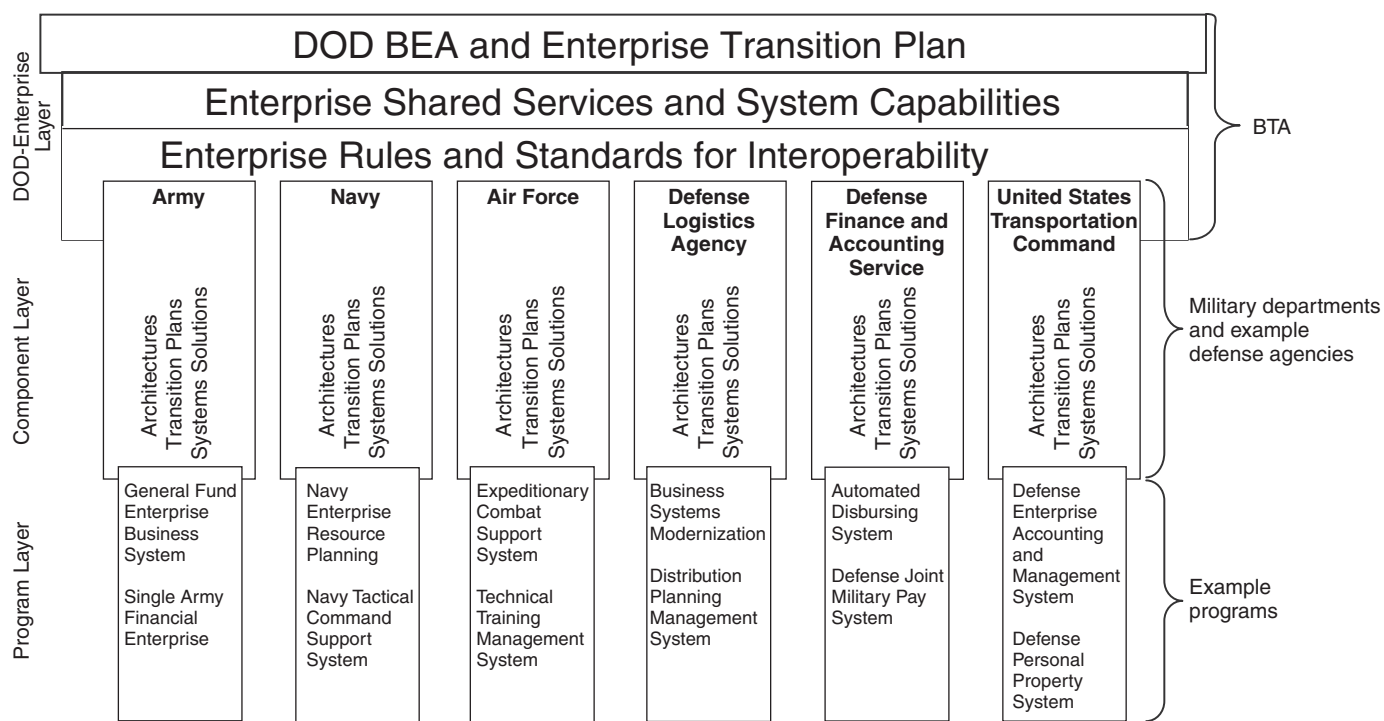 DOD BEA and Enterprise Transition Plan
Enterprise Shared Services and System Capabilities
Enterprise Rules and Standards for Interoperability
DOD-Enterprise
Layer
BTA
Component Layer
Army
Architectures
Transition Plans
Systems Solutions
Navy
Architectures
Transition Plans
Systems Solutions
Air Force
Architectures
Transition Plans
Systems Solutions
Defense
Logistics
Agency
Architectures
Transition Plans
Systems Solutions
Defense
Finance and
Accounting
Service
Architectures
Transition Plans
Systems Solutions
United States
Transportation
Command
Architectures
Transition Plans
Systems Solutions
Military departments
and example
defense agencies
Program Layer
General Fund
Enterprise
Business
System
Single Army
Financial
Enterprise
Navy
Enterprise
Resource
Planning
Navy Tactical
Command
Support
System
Expeditionary
Combat
Support
System
Technical
Training
Management
System
Business
Systems
Modernization
Distribution
Planning
Management
System
Automated
Disbursing
System
Defense Joint
Military Pay
System
Defense
Enterprise
Accounting
and
Management
System
Defense
Personal
Property
System
Example
programs